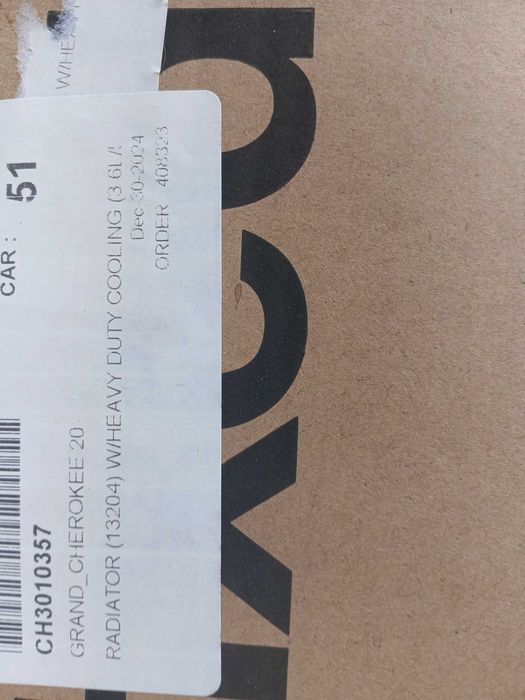 CAR : 51
CH3010357
GRAND_CHEROKEE 20
RADIATOR (13204) W/HEAVY DUTY COOLING (3.6L/
Dec-30-2024
ORDER 408323
W/HEA